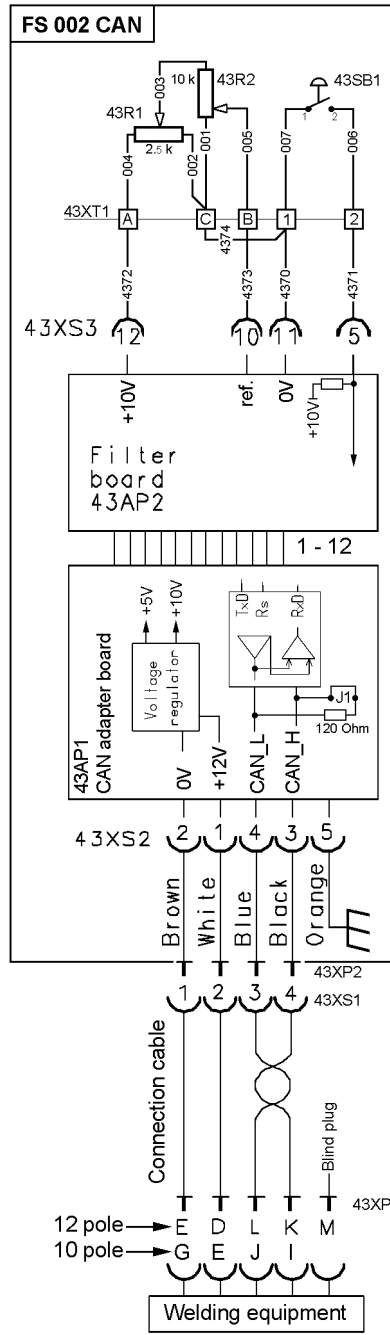 FS 002 CAN
003
10 k
43R2
43SB1
43R1
2.5 k
004
002
001
005
007
1
2
006
43XT1
A
C
B
1
2
4374
4372
4373
4370
4371
43XS3
12
10
11
5
+10V
ref.
0V
+10V
Filter
board
43AP2
1 - 12
+5V
+10V
TxD
Rs
RxD
Voltage
regulator
J1
120 Ohm
43AP1
CAN adapter board
0V
+12V
CAN_L
CAN_H
43XS2
2
1
4
3
5
Brown
White
Blue
Black
Orange
43XP2
1
2
3
4
43XS1
Connection cable
Blind plug
43XP
12 pole
E
D
L
K
M
10 pole
G
E
J
I
Welding equipment